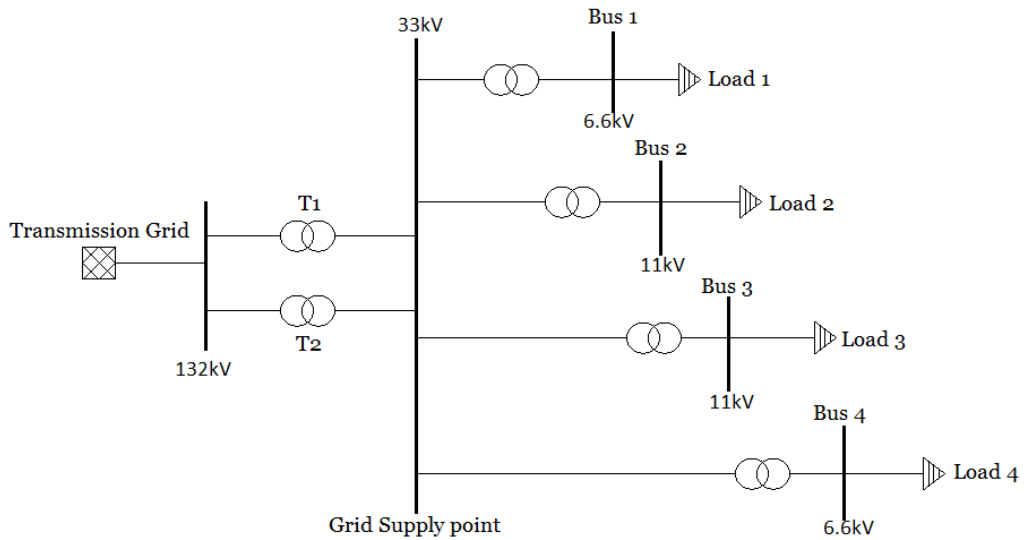 33kV
Bus 1
Load 1
6.6kV
Bus 2
Load 2
11kV
T1
Transmission Grid
T2
132kV
Bus 3
Load 3
11kV
Bus 4
Load 4
6.6kV
Grid Supply point